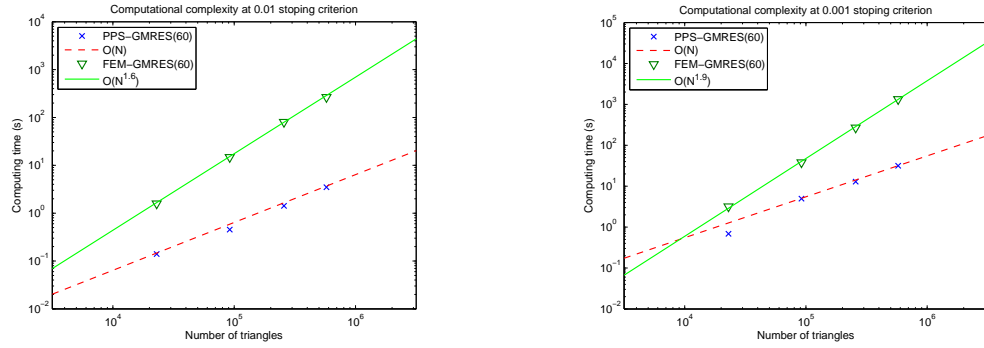 Computational complexity at 0.01 stoping criterion
10^4
10^3
10^2
10^1
10^0
10^-1
10^-2
Computing time (s)
PPS-GMRES(60)
O(N)
FEM-GMRES(60)
O(N^1.6)
10^4
10^5
10^6
Number of triangles
Computational complexity at 0.001 stoping criterion
10^5
10^4
10^3
10^2
10^1
10^0
10^-1
10^-2
Computing time (s)
PPS-GMRES(60)
O(N)
FEM-GMRES(60)
O(N^1.9)
10^4
10^5
10^6
Number of triangles